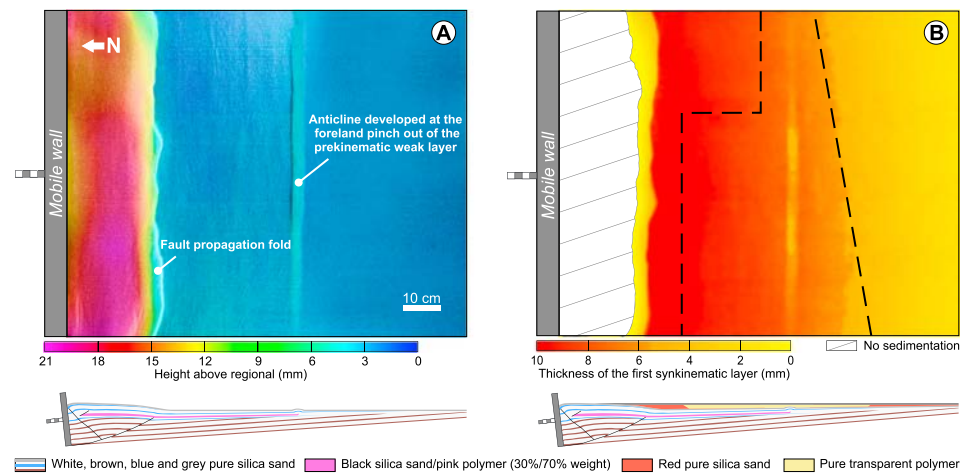 A
B
N
Mobile wall
Mobile wall
Anticline developed at the
foreland pinch out of the
prekinematic weak layer
Fault propagation fold
10 cm
21 18 15 12 9 6 3 0
Height above regional (mm)
10 8 6 4 2 0
Thickness of the first synkinematic layer (mm)
No sedimentation
White, brown, blue and grey pure silica sand
Black silica sand/pink polymer (30%/70% weight)
Red pure silica sand
Pure transparent polymer